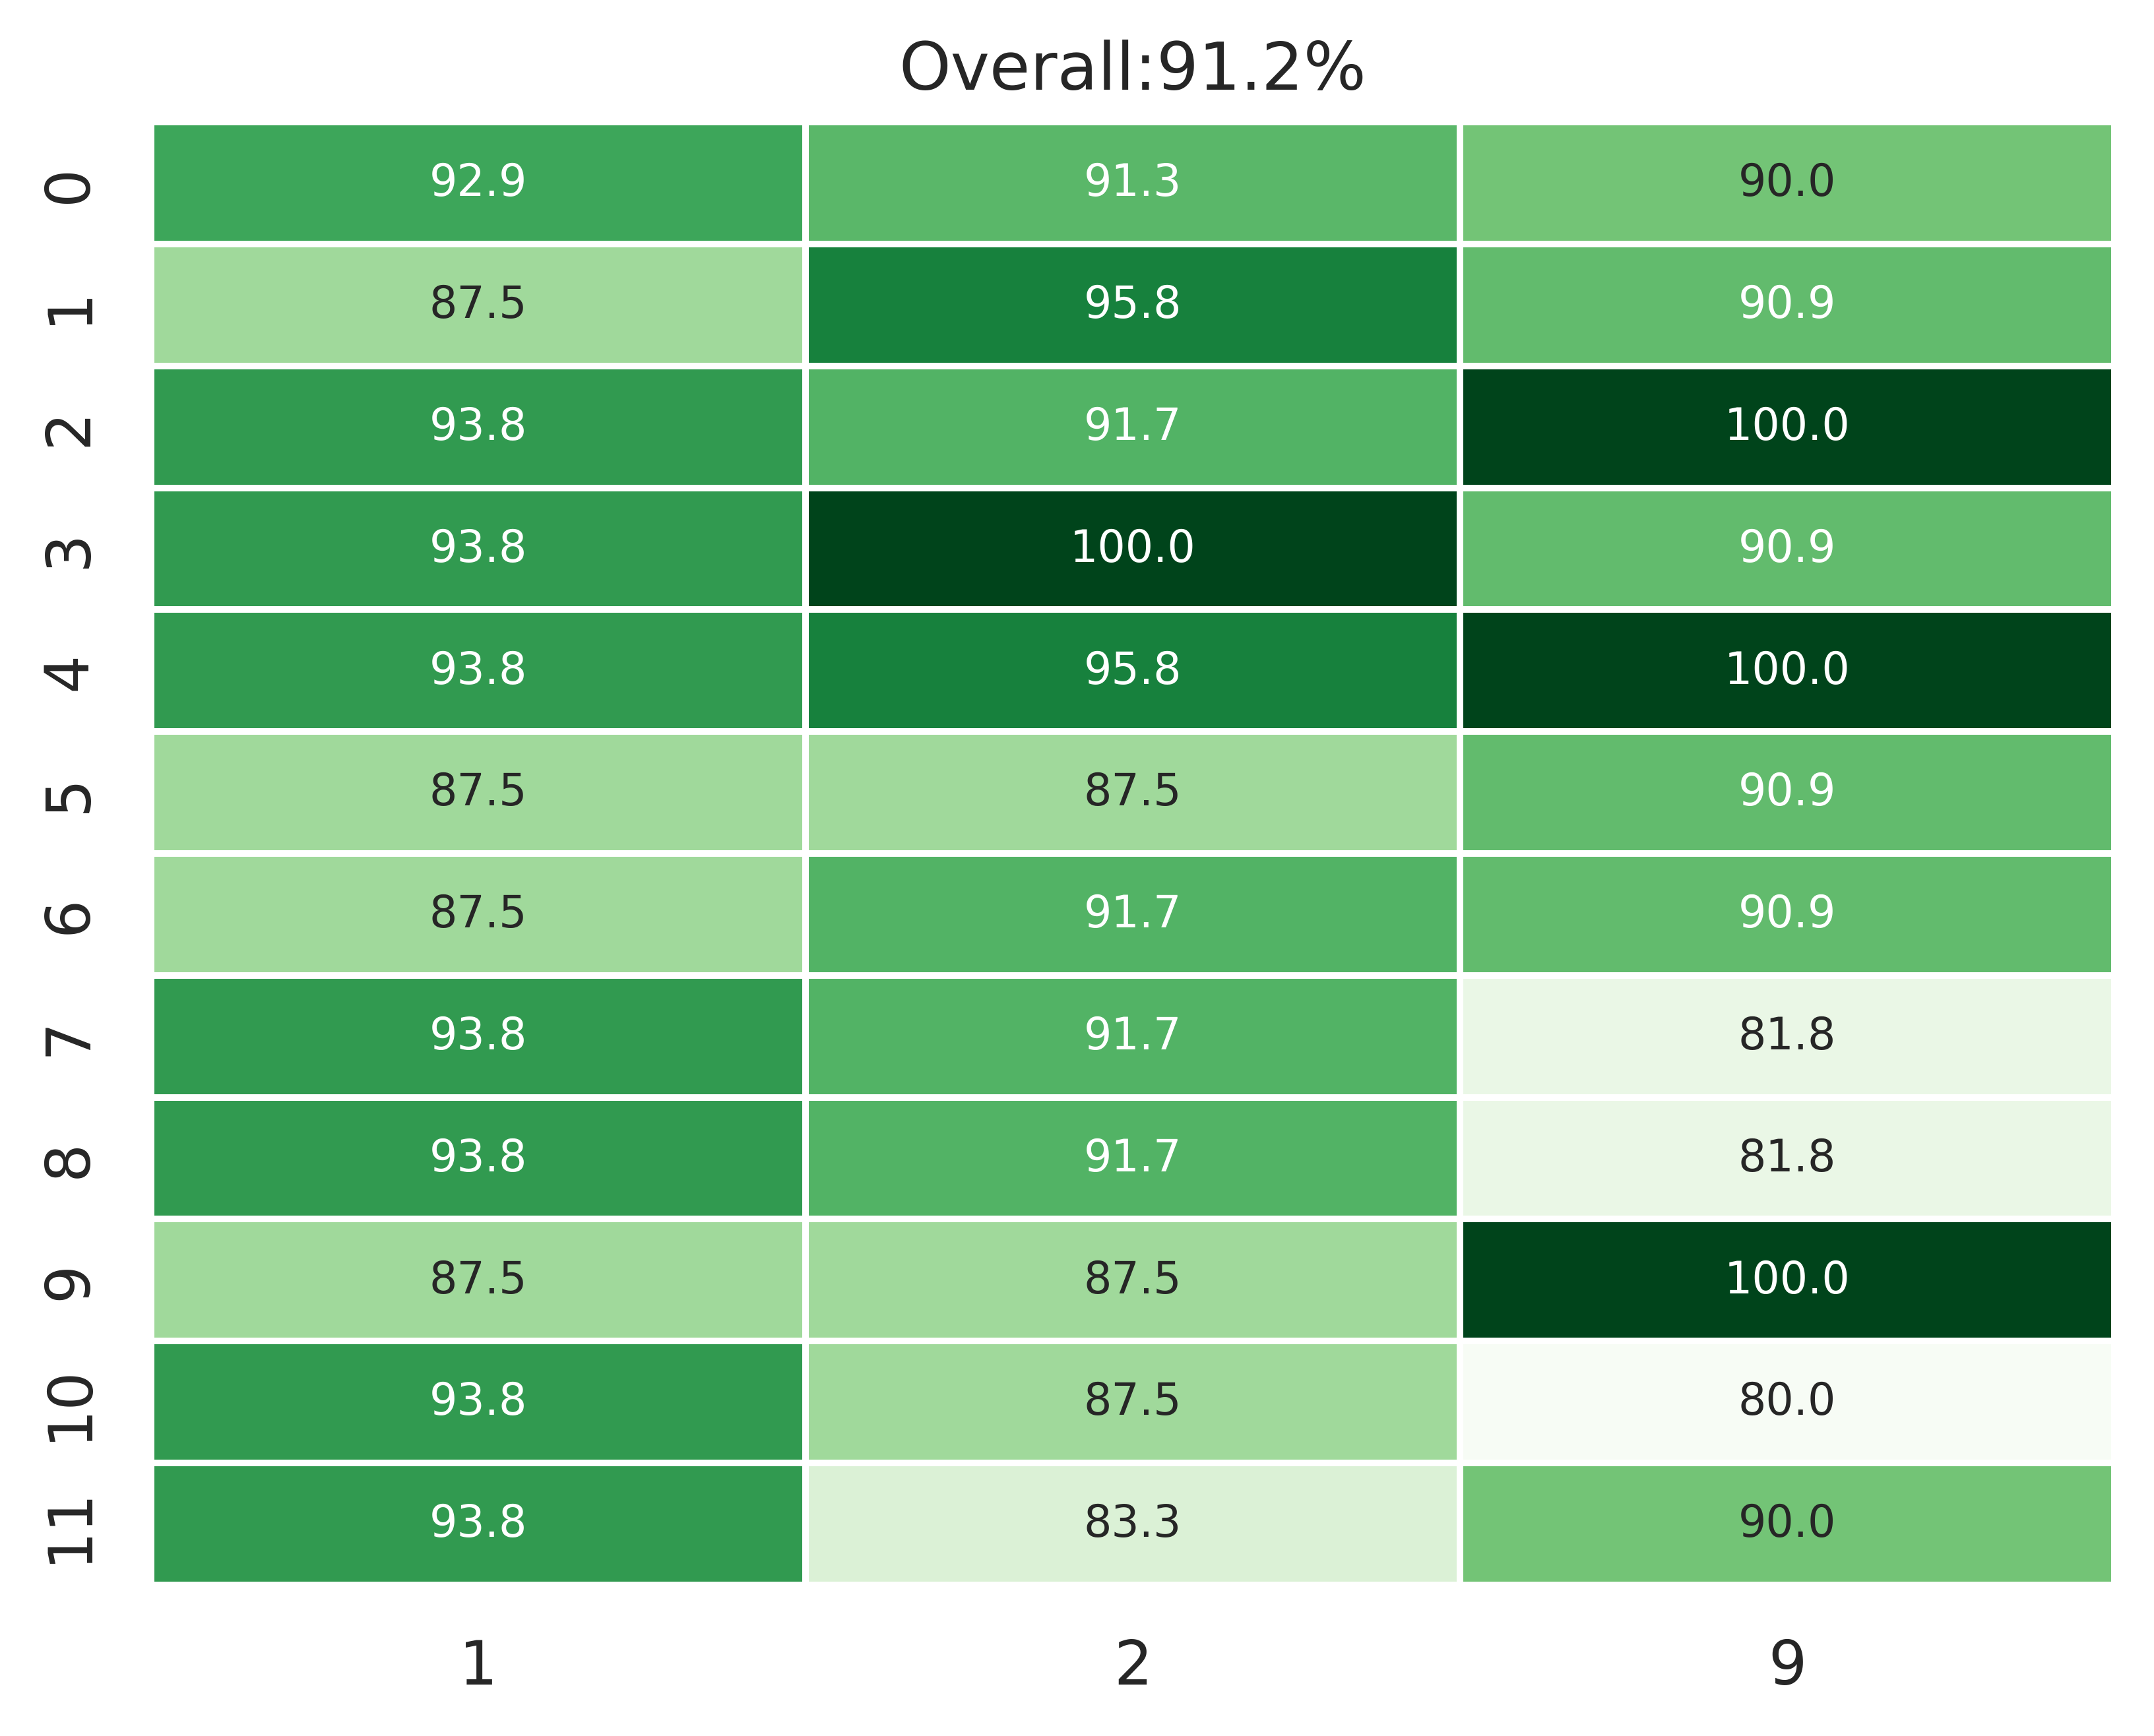 Overall:91.2%
0 92.9 91.3 90.0
1 87.5 95.8 90.9
2 93.8 91.7 100.0
3 93.8 100.0 90.9
4 93.8 95.8 100.0
5 87.5 87.5 90.9
6 87.5 91.7 90.9
7 93.8 91.7 81.8
8 93.8 91.7 81.8
9 87.5 87.5 100.0
10 93.8 87.5 80.0
11 93.8 83.3 90.0
1 2 9